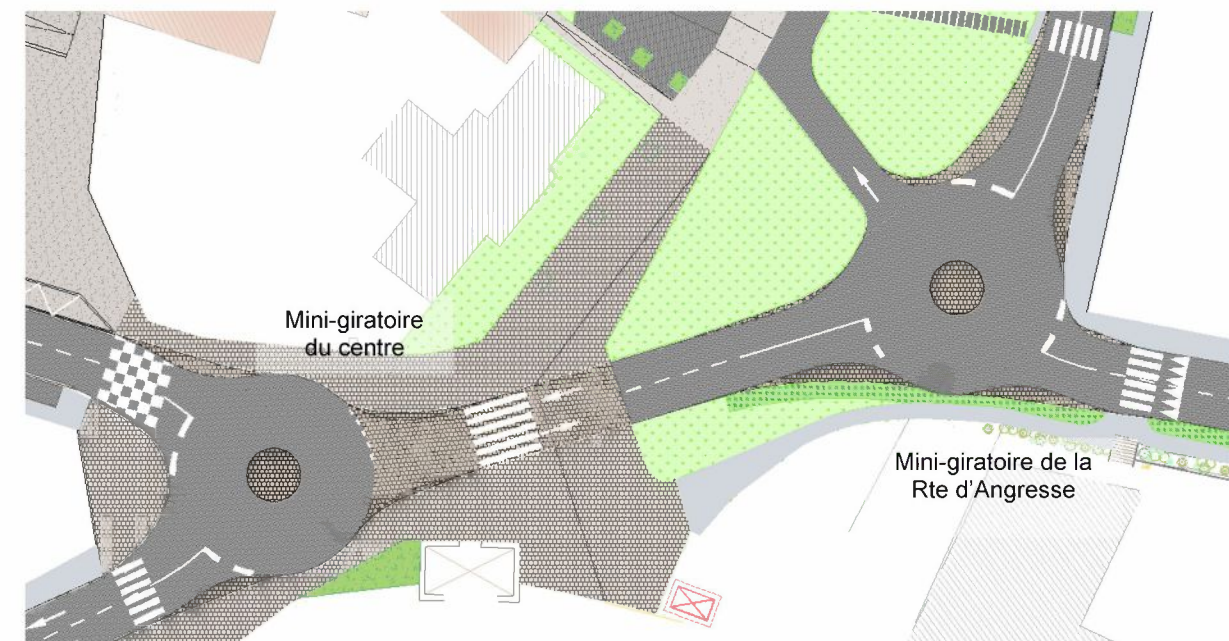 Mini-giratoire
du centre
Mini-giratoire de la
Rte d'Angresse